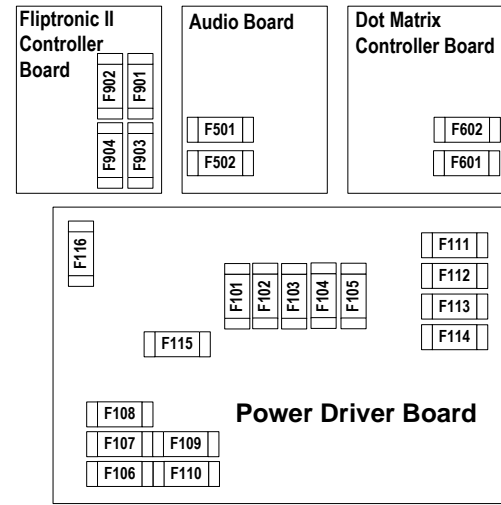 Fliptronic II
Controller
Board
F902
F901
F904
F903
Audio Board
F501
F502
Dot Matrix
Controller Board
F602
F601
F116
F101
F102
F103
F104
F105
F111
F112
F113
F114
F115
F108
F107
F109
F106
F110
Power Driver Board